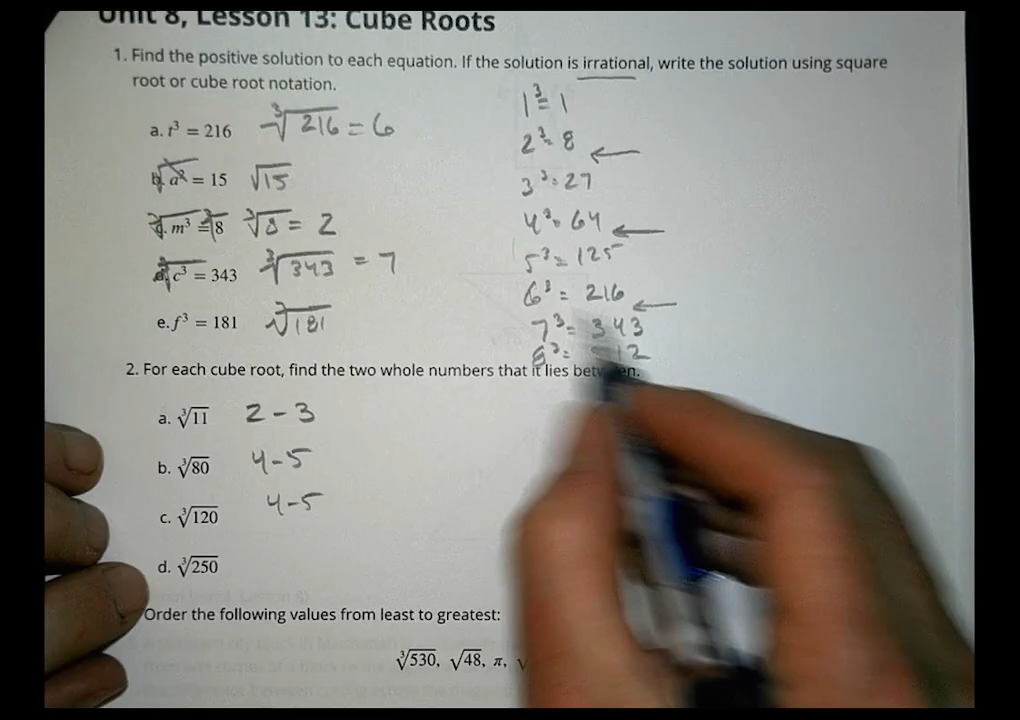 Unit 8, Lesson 13: Cube Roots
1. Find the positive solution to each equation. If the solution is irrational, write the solution using square
root or cube root notation.
a. t³ = 216 ∛216 = 6
b. a² = 15 √15
m³ = 8 ∛8 = 2
c³ = 343 ∛343 = 7
e. f³ = 181 ∛181
1³ = 1
2³ = 8
3³ = 27
4³ = 64
5³ = 125
6³ = 216
7³ = 343
8³ = 12
2. For each cube root, find the two whole numbers that it lies between.
a. ∛11 2 - 3
b. ∛80 4 - 5
c. ∛120 4 - 5
d. ∛250
Order the following values from least to greatest:
∛530, √48, π,